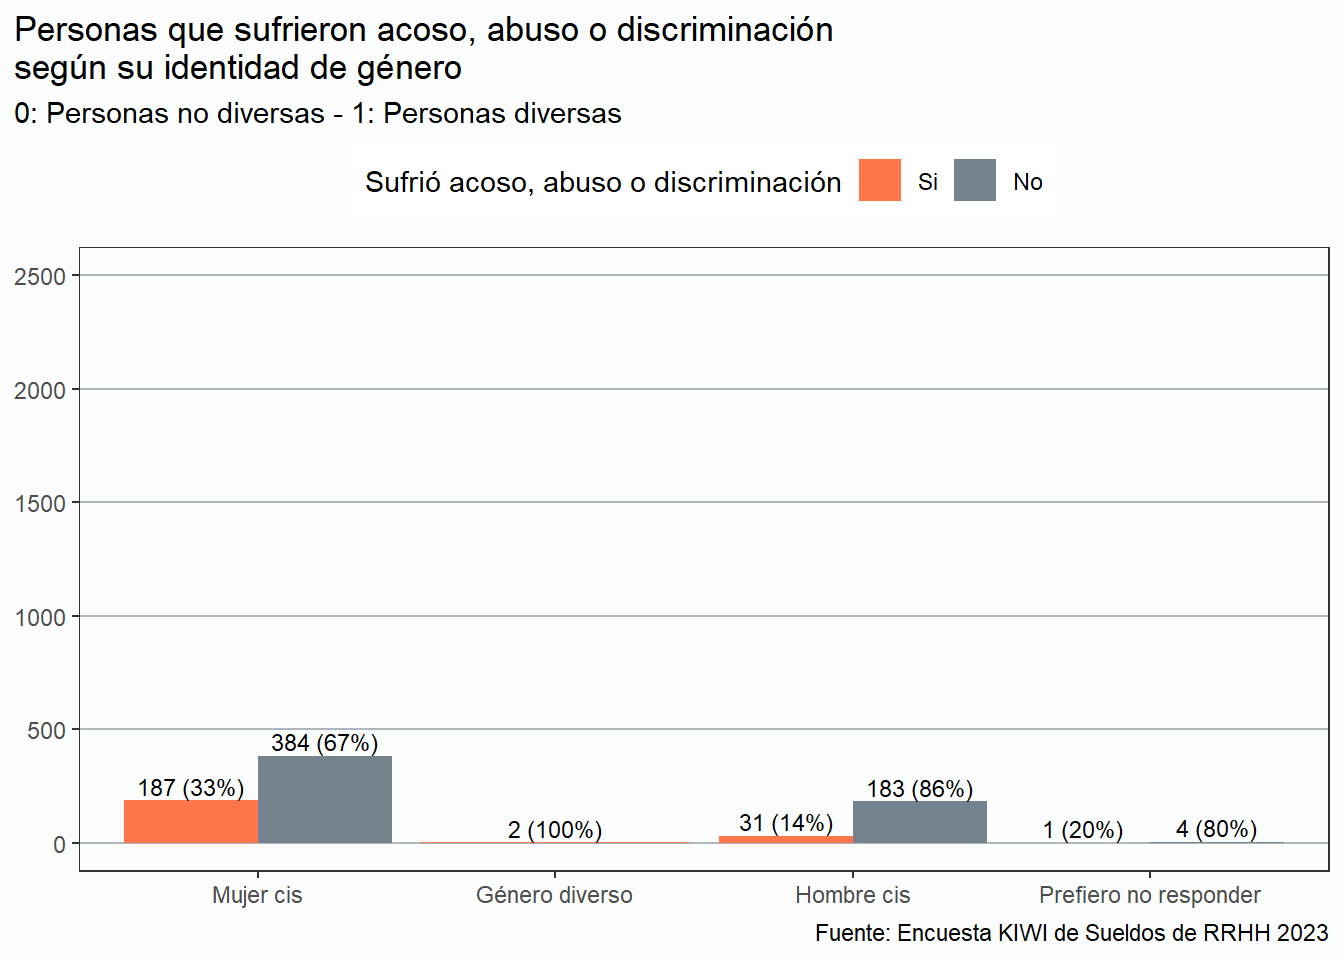 Personas que sufrieron acoso, abuso o discriminación
según su identidad de género
0: Personas no diversas - 1: Personas diversas
Sufrió acoso, abuso o discriminación Si No
2500
2000
1500
1000
500
0
384 (67%)
187 (33%)
2 (100%)
31 (14%)
183 (86%)
1 (20%)
4 (80%)
Mujer cis Género diverso Hombre cis Prefiero no responder
Fuente: Encuesta KIWI de Sueldos de RRHH 2023